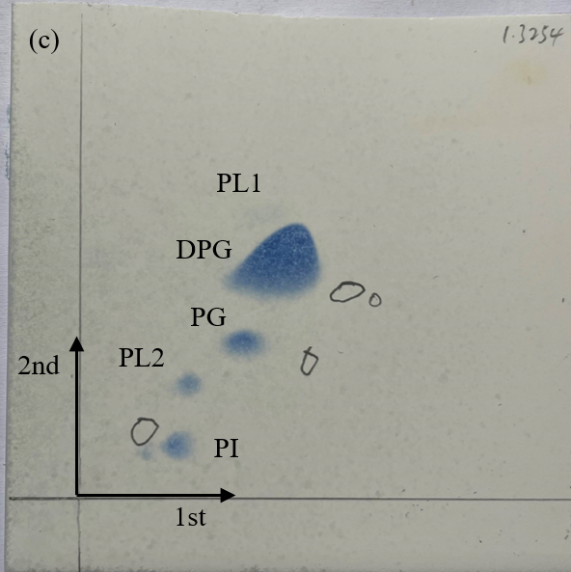 (c)
1.3254
PL1
DPG
PG
PL2
2nd
PI
1st